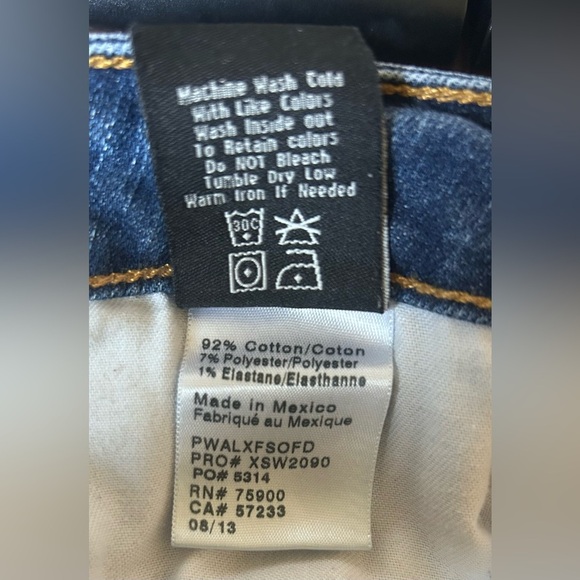 Machine Wash Cold
With Like Colors
Wash Inside out
To Retain colors
Do NOT Bleach
Tumble Dry Low
Warm Iron If Needed
30C
92% Cotton/Coton
7% Polyester/Polyester
1% Elastane/Elasthanne
Made in Mexico
Fabriqué au Mexique
PWALXFSOFD
PRO# XSW2090
PO# 5314
RN# 75900
CA# 57233
08/13